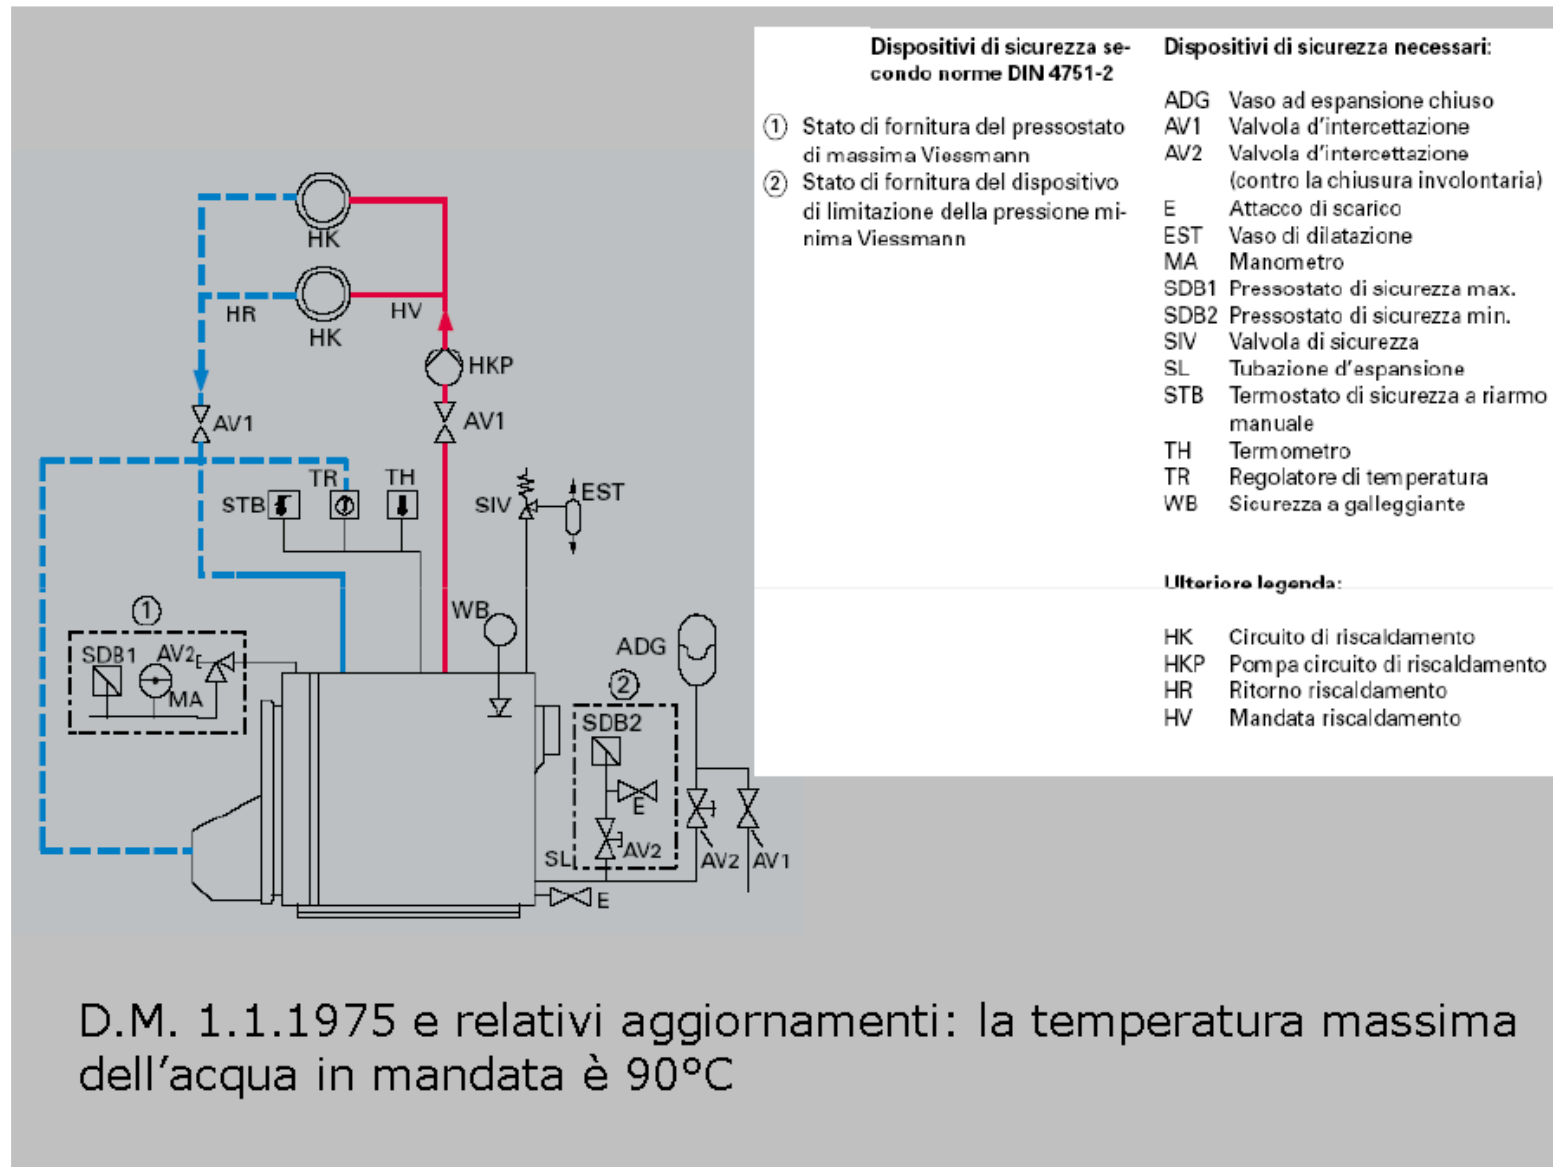 Dispositivi di sicurezza se-
condo norme DIN 4751-2
1 Stato di fornitura del pressostato
di massima Viessmann
2 Stato di fornitura del dispositivo
di limitazione della pressione mi-
nima Viessmann
Dispositivi di sicurezza necessari:
ADG Vaso ad espansione chiuso
AV1 Valvola d'intercettazione
AV2 Valvola d'intercettazione
(contro la chiusura involontaria)
E Attacco di scarico
EST Vaso di dilatazione
MA Manometro
SDB1 Pressostato di sicurezza max.
SDB2 Pressostato di sicurezza min.
SIV Valvola di sicurezza
SL Tubazione d'espansione
STB Termostato di sicurezza a riarmo
manuale
TH Termometro
TR Regolatore di temperatura
WB Sicurezza a galleggiante
Ulteriore legenda:
HK Circuito di riscaldamento
HKP Pompa circuito di riscaldamento
HR Ritorno riscaldamento
HV Mandata riscaldamento
HK
HR
HV
HK
HKP
AV1
AV1
TR
TH
STB
SIV
EST
1
WB
SDB1
AV2
MA
ADG
2
SDB2
E
AV2
SL
AV2
AV1
E
D.M. 1.1.1975 e relativi aggiornamenti: la temperatura massima
dell'acqua in mandata è 90°C